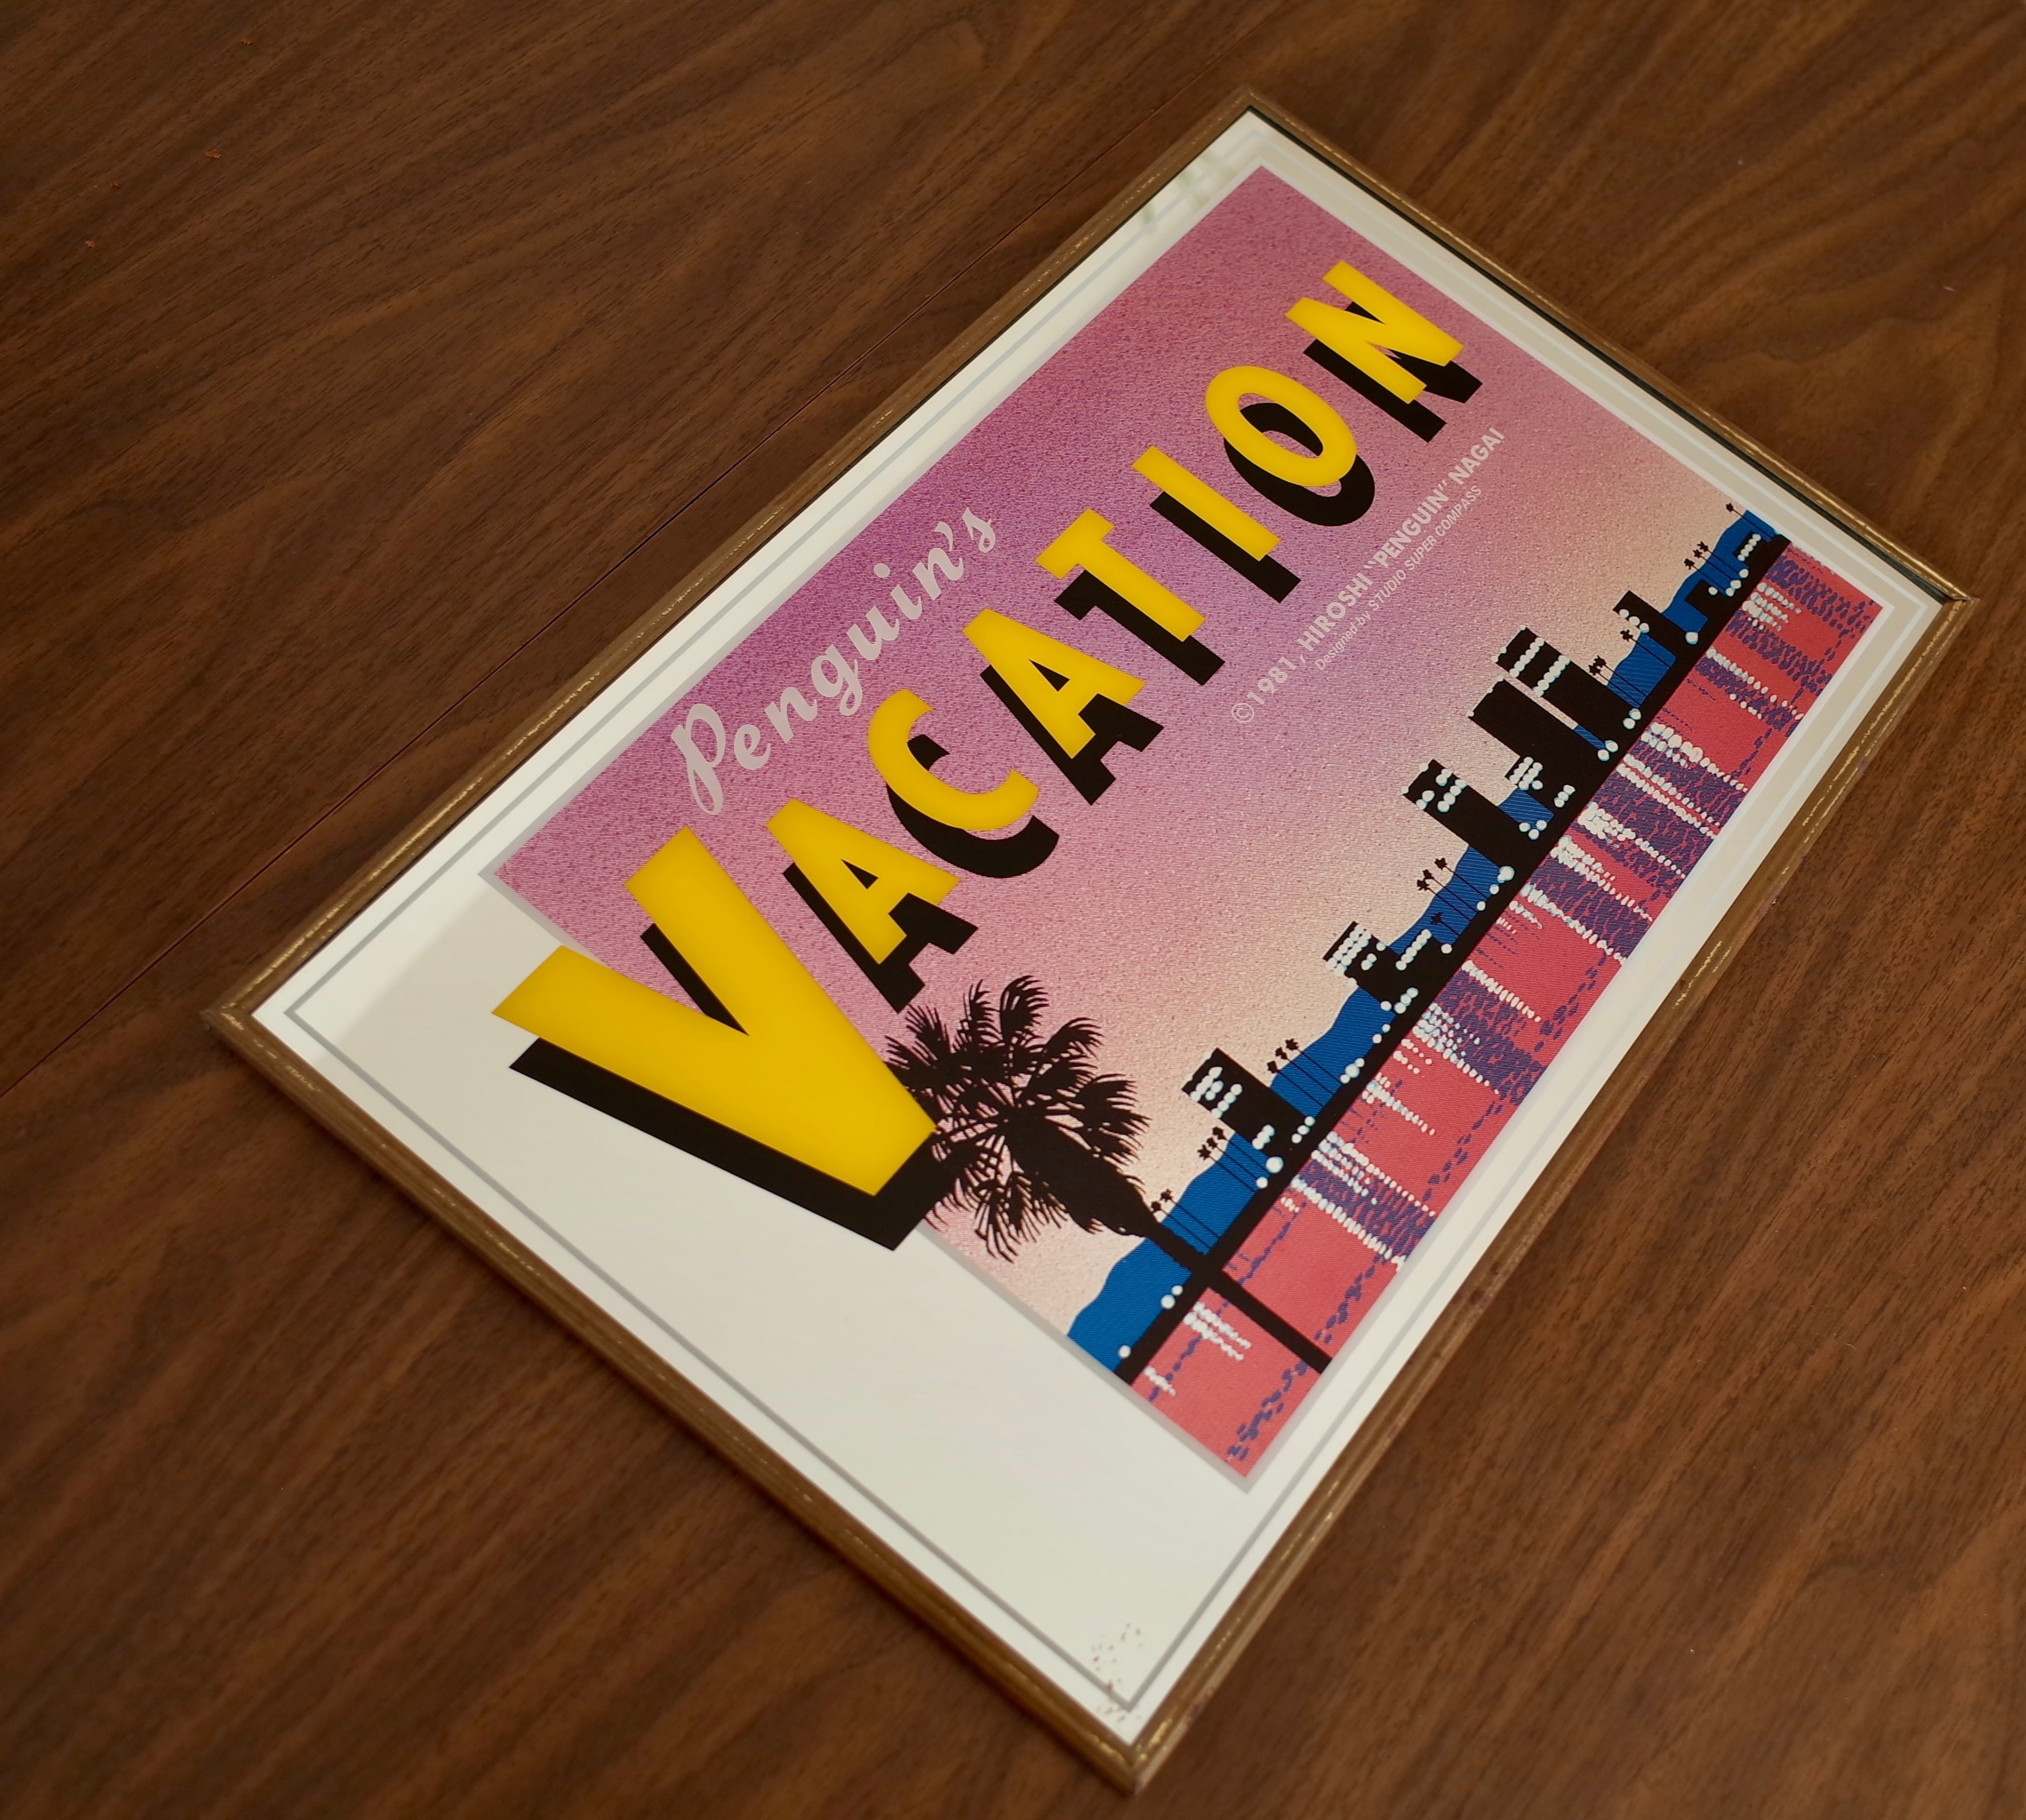 Penguin's
VACATION
©1981, HIROSHI "PENGUIN" NAGAI
Designed by STUDIO SUPER COMPASS